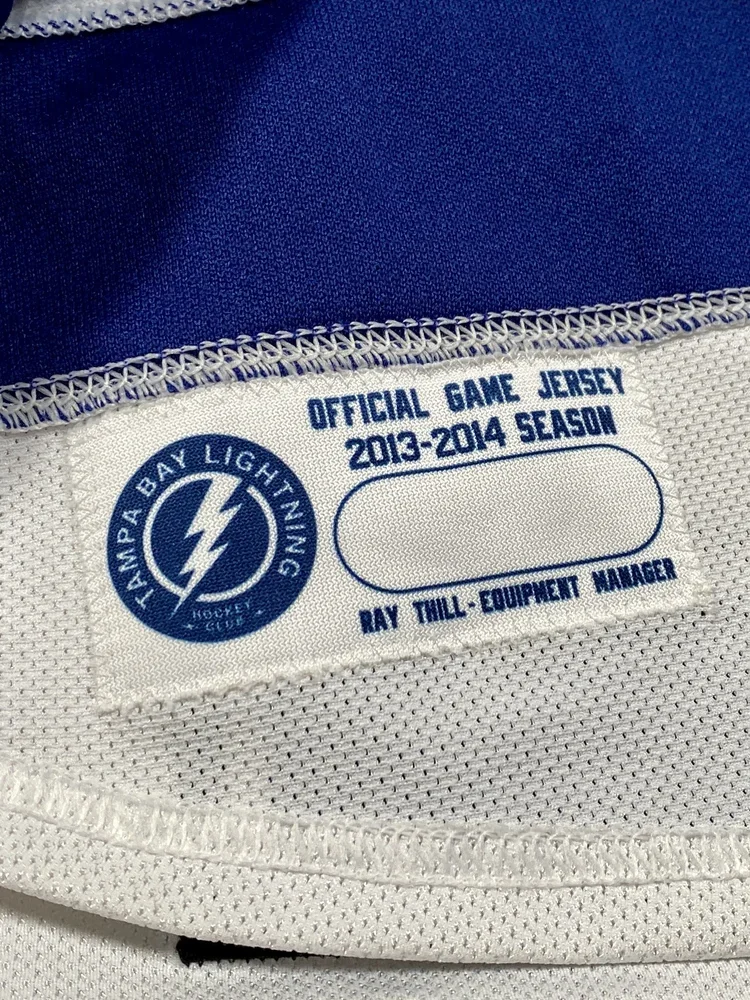 TAMPA BAY LIGHTNING
HOCKEY
CLUB
OFFICIAL GAME JERSEY
2013-2014 SEASON
RAY THILL - EQUIPMENT MANAGER